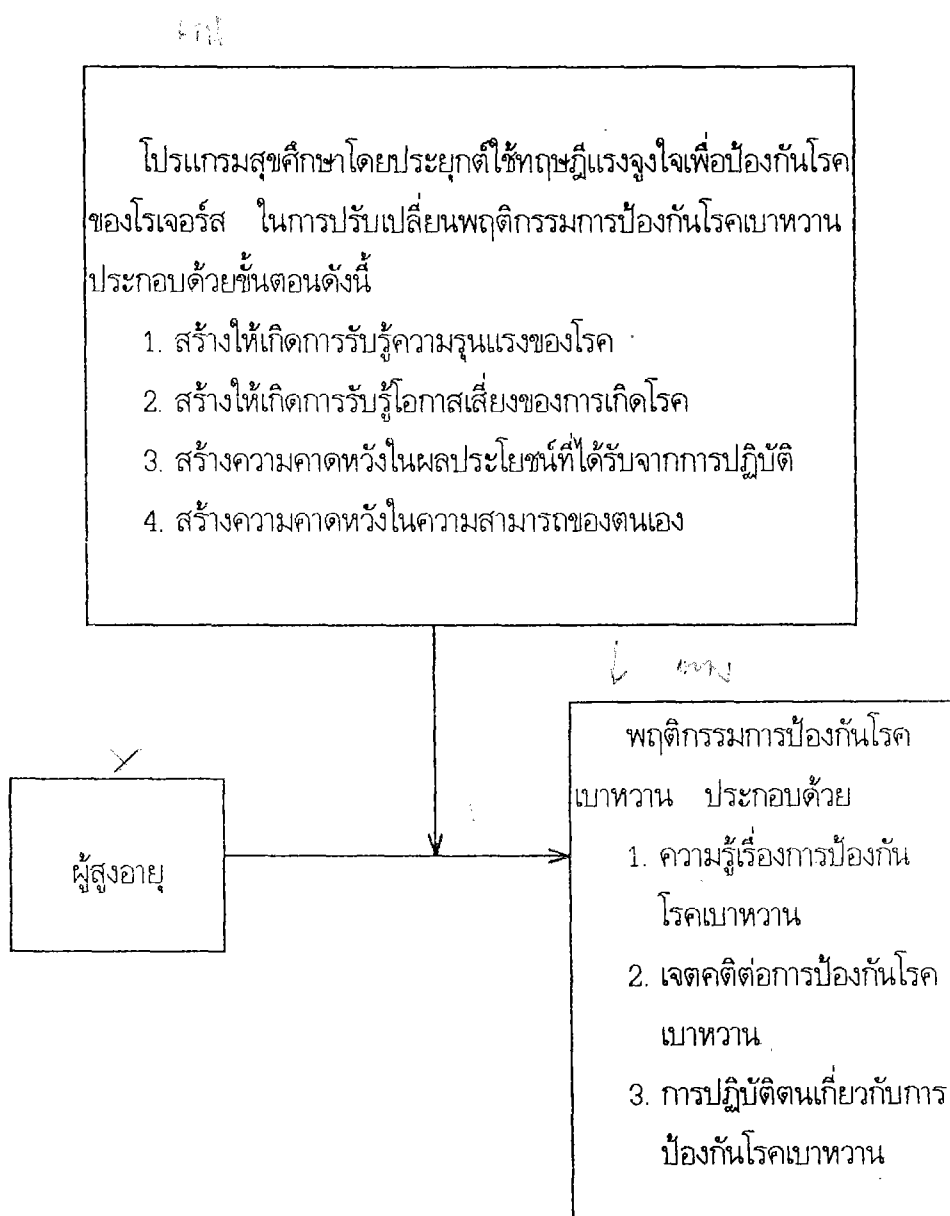 โปรแกรมสุขศึกษาโดยประยุกต์ใช้ทฤษฎีแรงจูงใจเพื่อป้องกันโรค
ของโรเจอร์ส ในการปรับเปลี่ยนพฤติกรรมการป้องกันโรคเบาหวาน
ประกอบด้วยขั้นตอนดังนี้
1. สร้างให้เกิดการรับรู้ความรุนแรงของโรค
2. สร้างให้เกิดการรับรู้โอกาสเสี่ยงของการเกิดโรค
3. สร้างความคาดหวังในผลประโยชน์ที่ได้รับจากการปฏิบัติ
4. สร้างความคาดหวังในความสามารถของตนเอง
ผู้สูงอายุ
พฤติกรรมการป้องกันโรค
เบาหวาน ประกอบด้วย
1. ความรู้เรื่องการป้องกัน
โรคเบาหวาน
2. เจตคติต่อการป้องกันโรค
เบาหวาน
3. การปฏิบัติตนเกี่ยวกับการ
ป้องกันโรคเบาหวาน